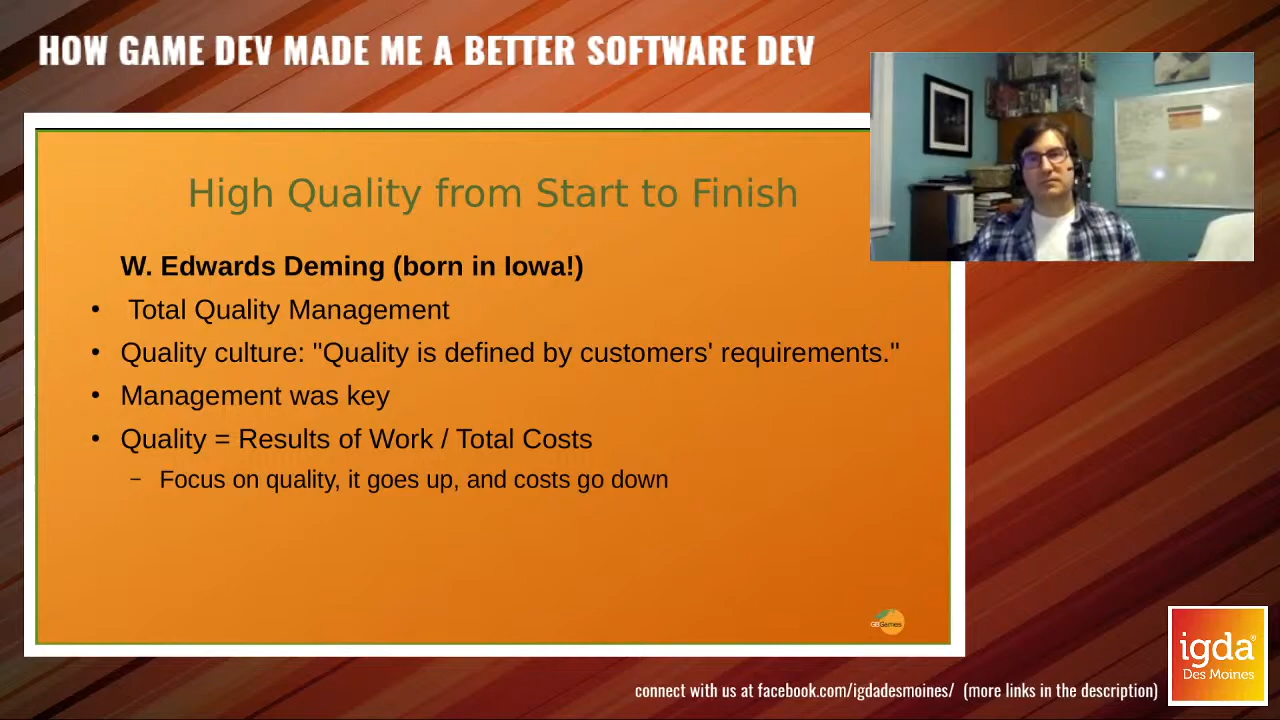 HOW GAME DEV MADE ME A BETTER SOFTWARE DEV
High Quality from Start to Finish
W. Edwards Deming (born in Iowa!)
• Total Quality Management
• Quality culture: "Quality is defined by customers' requirements."
• Management was key
• Quality = Results of Work / Total Costs
– Focus on quality, it goes up, and costs go down
GBGames
igda®
Des Moines
connect with us at facebook.com/igdadesmoines/ (more links in the description)